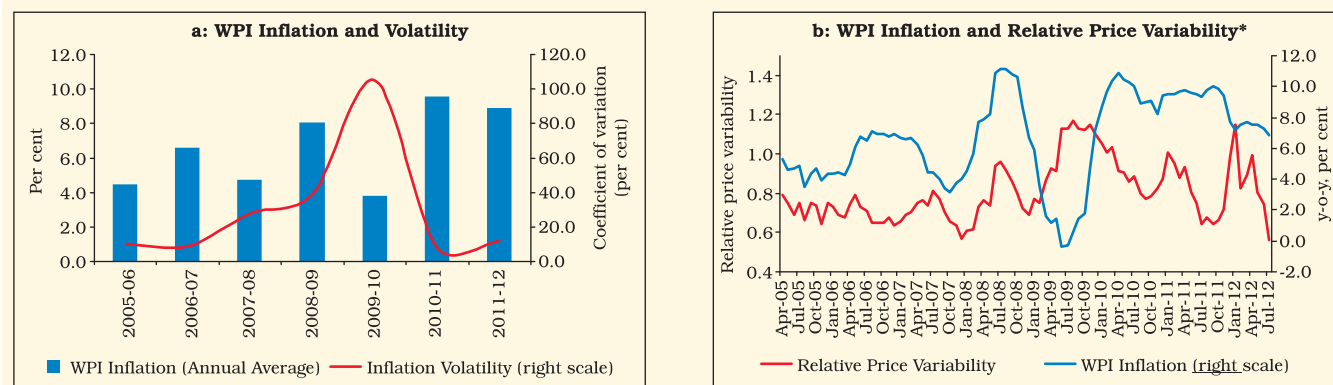 a: WPI Inflation and Volatility
Per cent
12.0
10.0
8.0
6.0
4.0
2.0
0.0
120.0
100.0
80.0
60.0
40.0
20.0
0.0
Coefficient of variation
(per cent)
2005-06
2006-07
2007-08
2008-09
2009-10
2010-11
2011-12
WPI Inflation (Annual Average)
Inflation Volatility (right scale)
b: WPI Inflation and Relative Price Variability*
Relative price variability
1.4
1.2
1.0
0.8
0.6
0.4
12.0
10.0
8.0
6.0
4.0
2.0
0.0
-2.0
y-o-y, per cent
Apr-05
Jul-05
Oct-05
Jan-06
Apr-06
Jul-06
Oct-06
Jan-07
Apr-07
Jul-07
Oct-07
Jan-08
Apr-08
Jul-08
Oct-08
Jan-09
Apr-09
Jul-09
Oct-09
Jan-10
Apr-10
Jul-10
Oct-10
Jan-11
Apr-11
Jul-11
Oct-11
Jan-12
Apr-12
Jul-12
Relative Price Variability
WPI Inflation (right scale)